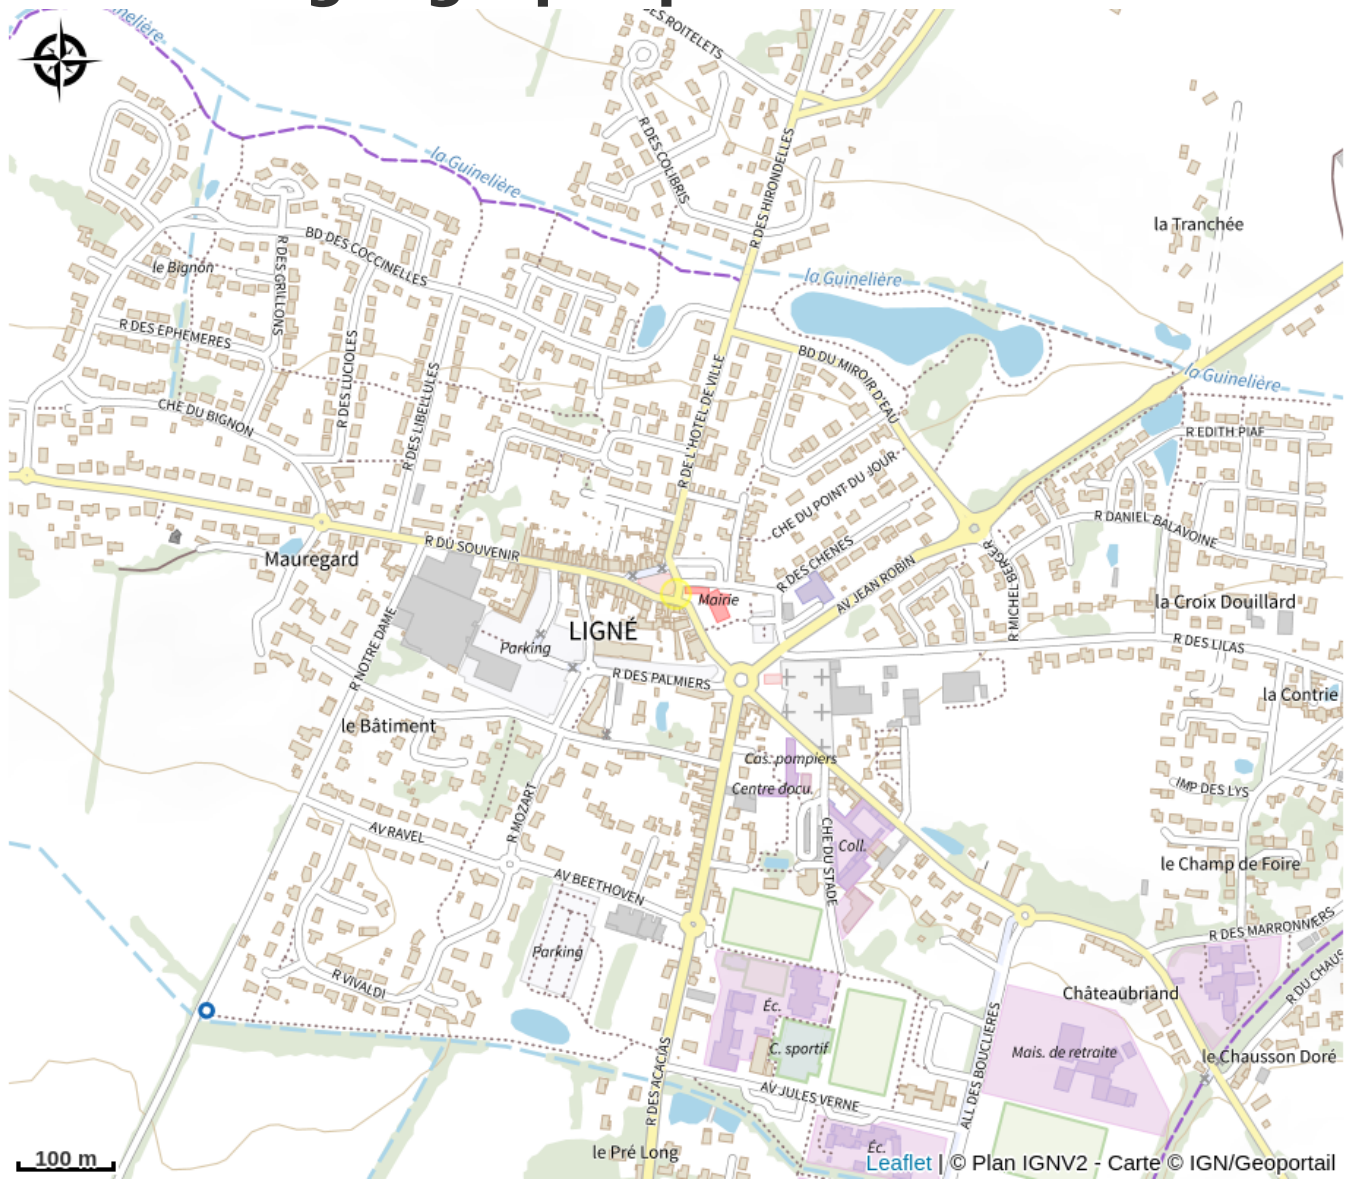 nelière
ES ROITELETS
la Guinelière
R DES COLIBRIS
R DES HIRONDELLES
la Tranchée
BD DES COCCINELLES
le Bignon
R DES GRILLONS
la Guinelière
R DES EPHEMERES
R DES LUCIOLES
R DES LIBELLULES
R DE L'HOTEL DE VILLE
BD DU MIROIR D'EAU
la Guinelière
CHE DU BIGNON
R EDITH PIAF
CHE DU POINT DU JOUR
R DANIEL BALAVOINE
R DU SOUVENIR
Mauregard
R DES CHENES
AV JEAN ROBIN
R MICHEL BERGER
Mairie
la Croix Douillard
LIGNÉ
R NOTRE DAME
Parking
R DES LILAS
R DES PALMIERS
la Contrie
le Bâtiment
Cas. pompiers
Centre docu.
IMP DES LYS
R MOZART
AV RAVEL
CHE DU STADE
Coll.
le Champ de Foire
AV BEETHOVEN
R DES MARRONNIERS
Parking
R VIVALDI
R DU CHAUS
Châteaubriand
Éc.
C. sportif
Mais. de retraite
le Chausson Doré
R DES ACACIAS
ALL DES BOUCLIERES
AV JULES VERNE
le Pré Long
Éc.
100 m
Leaflet | © Plan IGNV2 - Carte © IGN/Geoportail